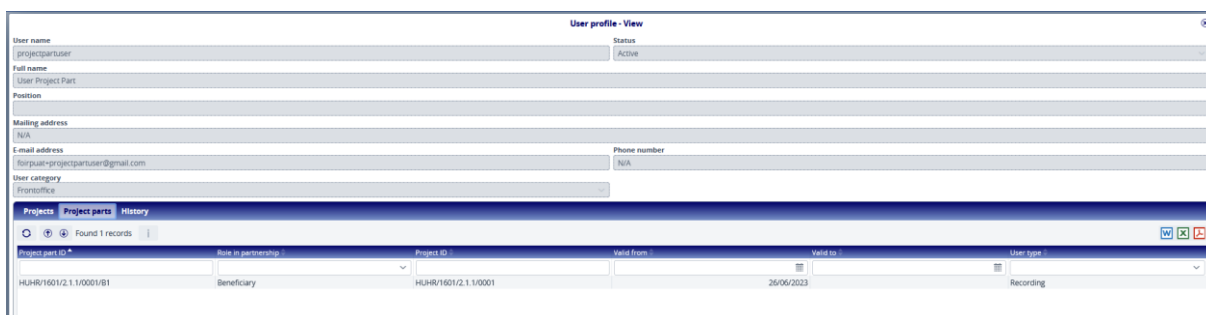 User profile - View
User name Status
projectpartuser Active
Full name
User Project Part
Position
Mailing address
N/A
E-mail address Phone number
foirpuat+projectpartuser@gmail.com N/A
User category
Frontoffice
Projects Project parts History
Found 1 records i
Project part ID Role in partnership Project ID Valid from Valid to User type
HUHR/1601/2.1.1/0001/B1 Beneficiary HUHR/1601/2.1.1/0001 26/06/2023 Recording